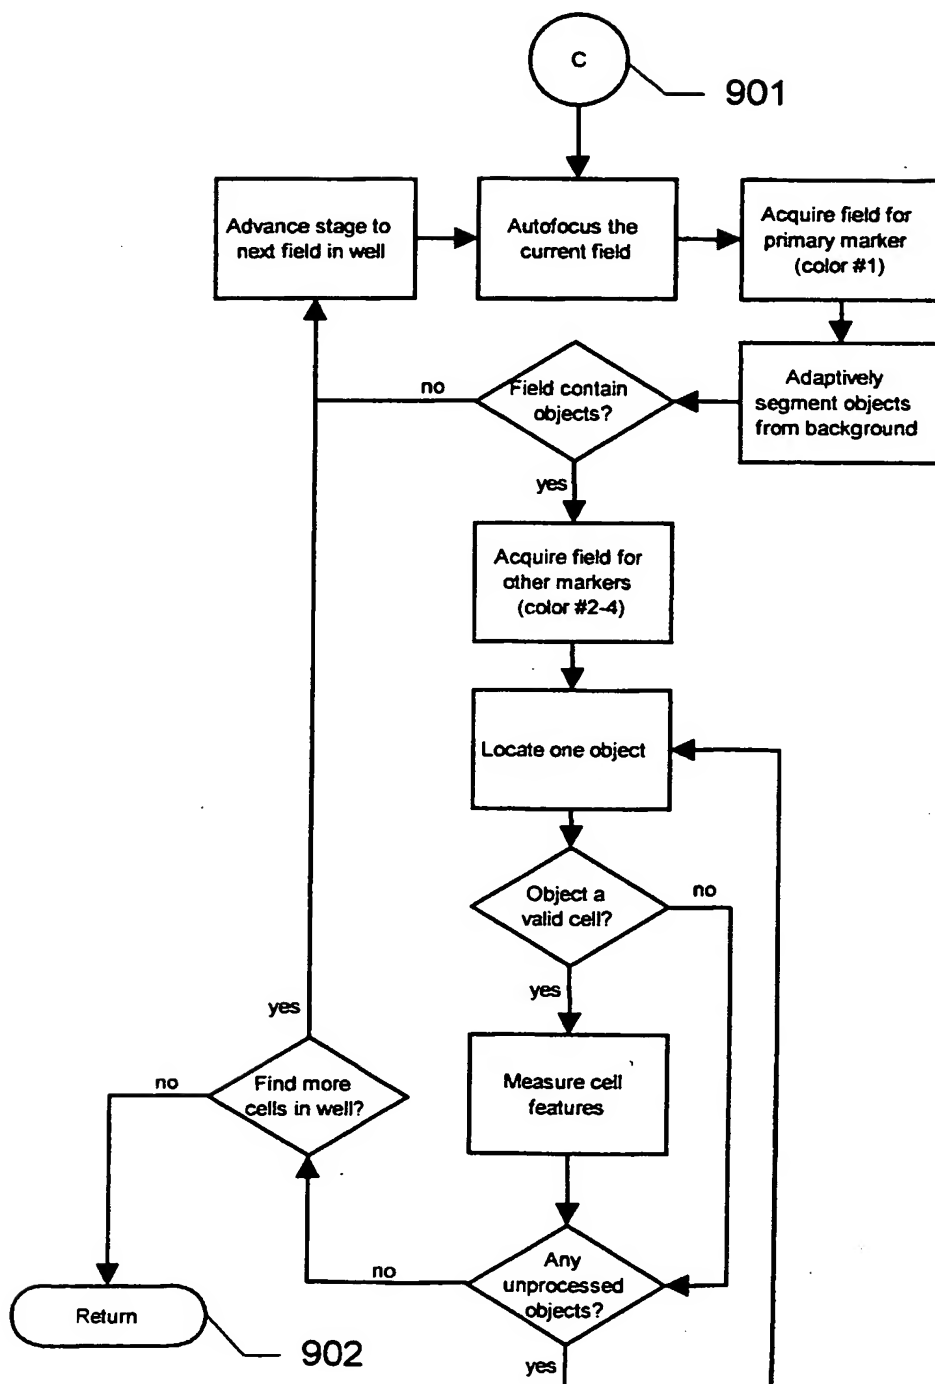 C
901
Advance stage to
next field in well
Autofocus the
current field
Acquire field for
primary marker
(color #1)
no
Field contain
objects?
Adaptively
segment objects
from background
yes
Acquire field for
other markers
(color #2-4)
Locate one object
Object a
valid cell?
no
yes
yes
Measure cell
features
no
Find more
cells in well?
no
Any
unprocessed
objects?
Return
902
yes